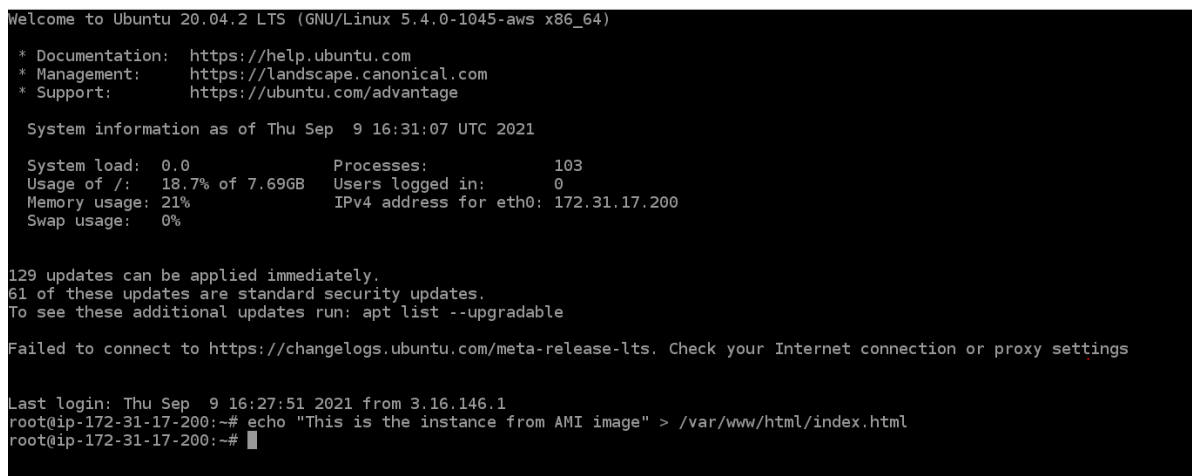 Welcome to Ubuntu 20.04.2 LTS (GNU/Linux 5.4.0-1045-aws x86_64)
* Documentation: https://help.ubuntu.com
* Management: https://landscape.canonical.com
* Support: https://ubuntu.com/advantage
System information as of Thu Sep 9 16:31:07 UTC 2021
System load: 0.0 Processes: 103
Usage of /: 18.7% of 7.69GB Users logged in: 0
Memory usage: 21% IPv4 address for eth0: 172.31.17.200
Swap usage: 0%
129 updates can be applied immediately.
61 of these updates are standard security updates.
To see these additional updates run: apt list --upgradable
Failed to connect to https://changelogs.ubuntu.com/meta-release-lts. Check your Internet connection or proxy settings
Last login: Thu Sep 9 16:27:51 2021 from 3.16.146.1
root@ip-172-31-17-200:~# echo "This is the instance from AMI image" > /var/www/html/index.html
root@ip-172-31-17-200:~#